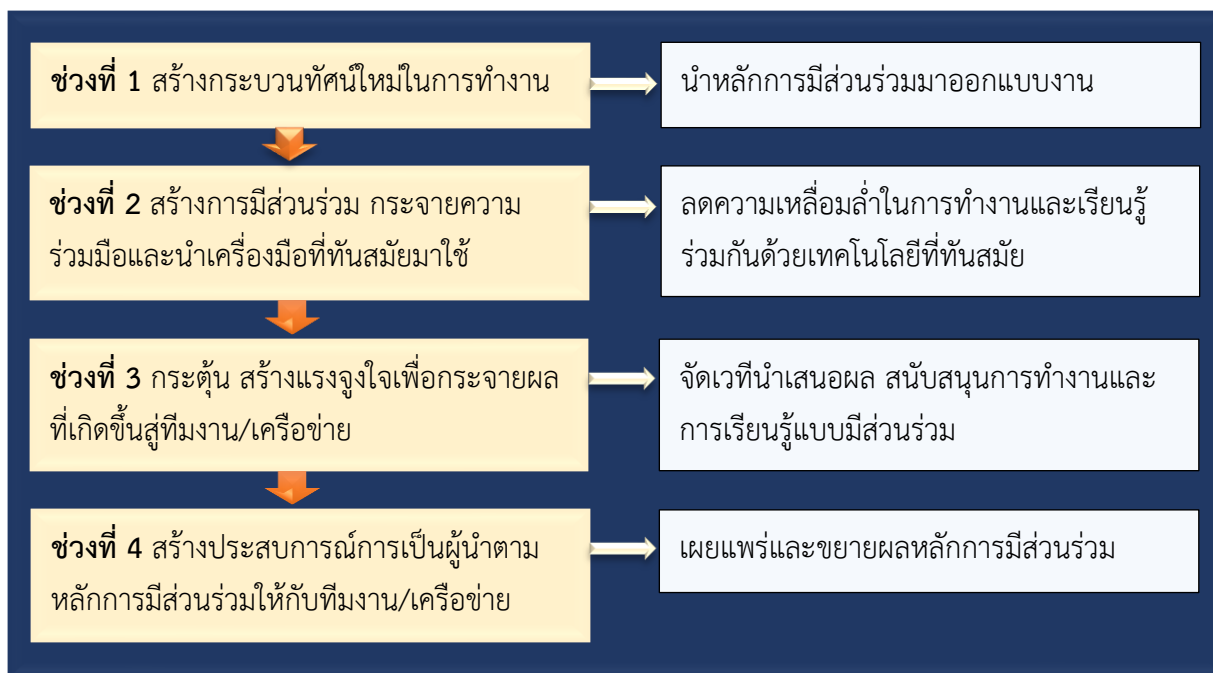 ช่วงที่ 1 สร้างกระบวนทัศน์ใหม่ในการทำงาน
นำหลักการมีส่วนร่วมมาออกแบบงาน
ช่วงที่ 2 สร้างการมีส่วนร่วม กระจายความ
ร่วมมือและนำเครื่องมือที่ทันสมัยมาใช้
ลดความเหลื่อมล่ำในการทำงานและเรียนรู้
ร่วมกันด้วยเทคโนโลยีที่ทันสมัย
ช่วงที่ 3 กระตุ้น สร้างแรงจูงใจเพื่อกระจายผล
ที่เกิดขึ้นสู่ทีมงาน/เครือข่าย
จัดเวทีนำเสนอผล สนับสนุนการทำงานและ
การเรียนรู้แบบมีส่วนร่วม
ช่วงที่ 4 สร้างประสบการณ์การเป็นผู้นำตาม
หลักการมีส่วนร่วมให้กับทีมงาน/เครือข่าย
เผยแพร่และขยายผลหลักการมีส่วนร่วม